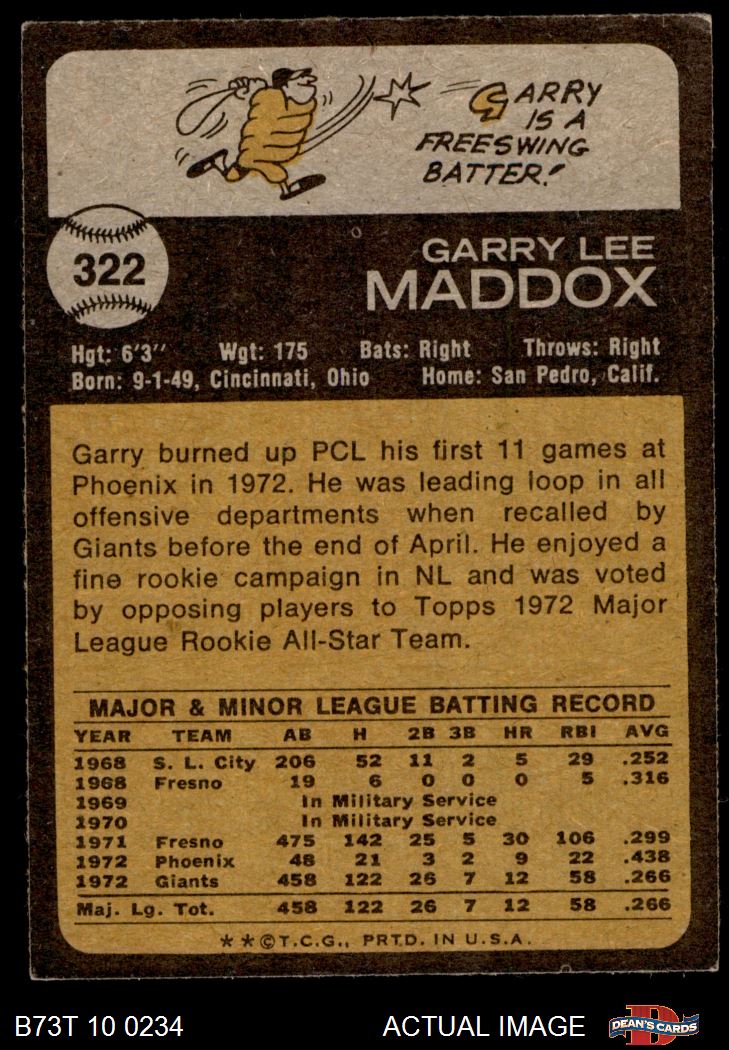 GARRY
IS A
FREESWING
BATTER!
322
GARRY LEE
MADDOX
Hgt: 6'3" Wgt: 175 Bats: Right Throws: Right
Born: 9-1-49, Cincinnati, Ohio Home: San Pedro, Calif.
Garry burned up PCL his first 11 games at
Phoenix in 1972. He was leading loop in all
offensive departments when recalled by
Giants before the end of April. He enjoyed a
fine rookie campaign in NL and was voted
by opposing players to Topps 1972 Major
League Rookie All-Star Team.
MAJOR & MINOR LEAGUE BATTING RECORD
YEAR TEAM AB H 2B 3B HR RBI AVG
1968 S. L. City 206 52 11 2 5 29 .252
1968 Fresno 19 6 0 0 0 5 .316
1969 In Military Service
1970 In Military Service
1971 Fresno 475 142 25 5 30 106 .299
1972 Phoenix 48 21 3 2 9 22 .438
1972 Giants 458 122 26 7 12 58 .266
Maj. Lg. Tot. 458 122 26 7 12 58 .266
★★©T.C.G., PRTD. IN U.S.A.
B73T 10 0234 ACTUAL IMAGE DEAN'S CARDS